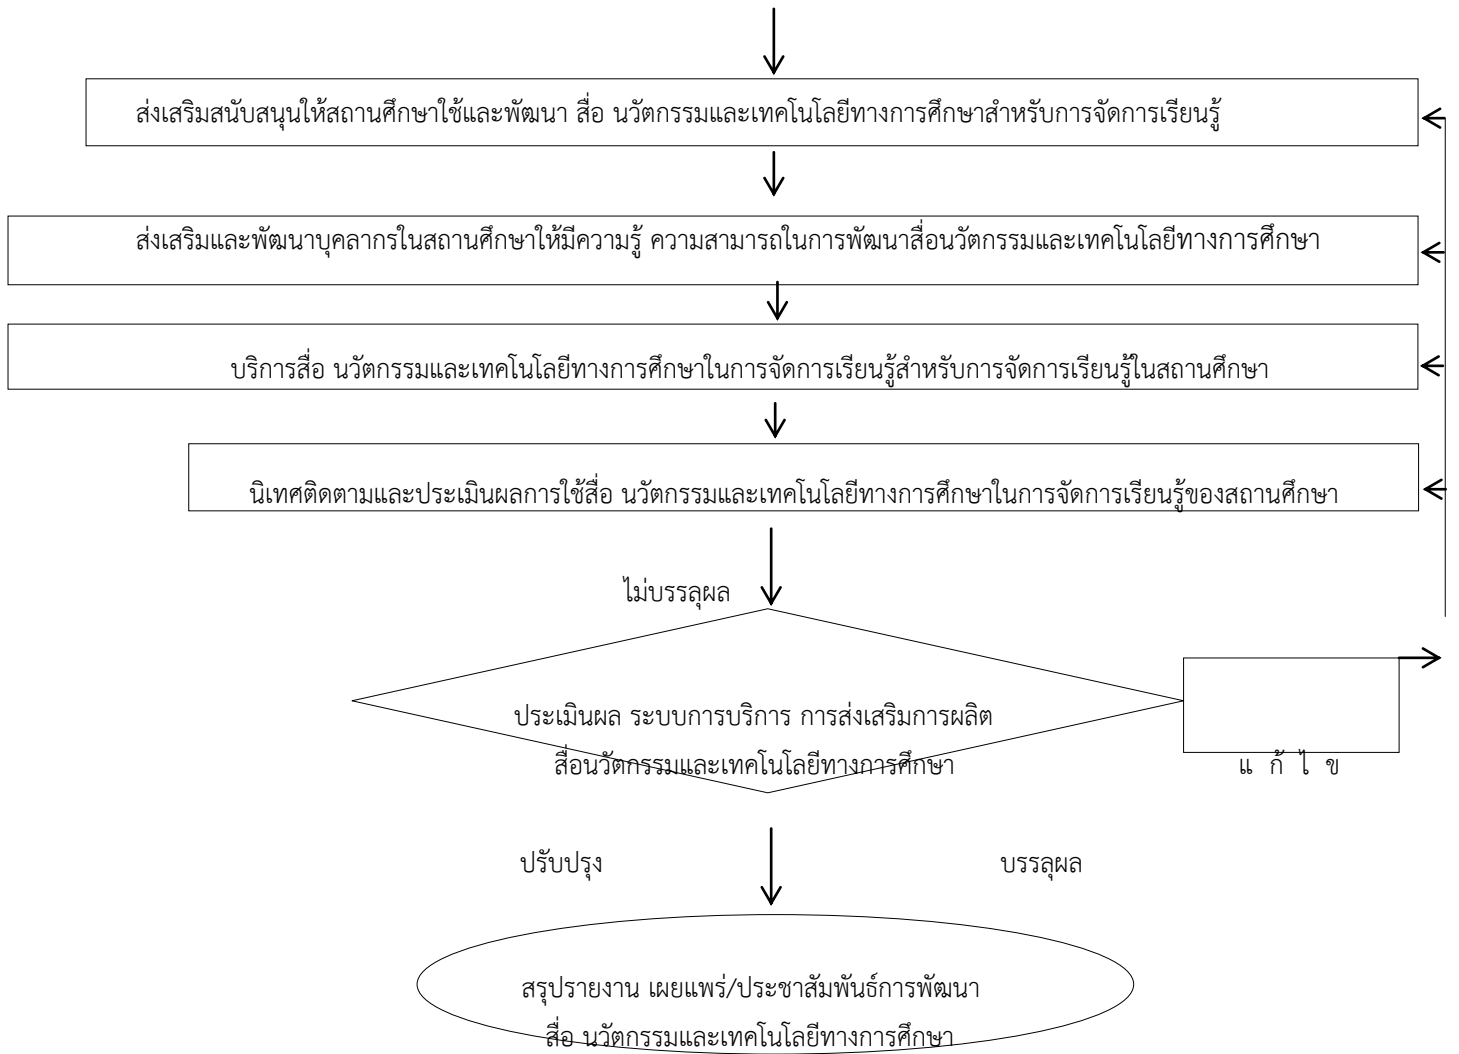 ส่งเสริมสนับสนุนให้สถานศึกษาใช้และพัฒนา สื่อ นวัตกรรมและเทคโนโลยีทางการศึกษาสำหรับการจัดการเรียนรู้
ส่งเสริมและพัฒนาบุคลากรในสถานศึกษาให้มีความรู้ ความสามารถในการพัฒนาสื่อนวัตกรรมและเทคโนโลยีทางการศึกษา
บริการสื่อ นวัตกรรมและเทคโนโลยีทางการศึกษาในการจัดการเรียนรู้สำหรับการจัดการเรียนรู้ในสถานศึกษา
นิเทศติดตามและประเมินผลการใช้สื่อ นวัตกรรมและเทคโนโลยีทางการศึกษาในการจัดการเรียนรู้ของสถานศึกษา
ไม่บรรลุผล
ประเมินผล ระบบการบริการ การส่งเสริมการผลิต
สื่อนวัตกรรมและเทคโนโลยีทางการศึกษา
แ ก้ ไ ข
ปรับปรุง
บรรลุผล
สรุปรายงาน เผยแพร่/ประชาสัมพันธ์การพัฒนา
สื่อ นวัตกรรมและเทคโนโลยีทางการศึกษา